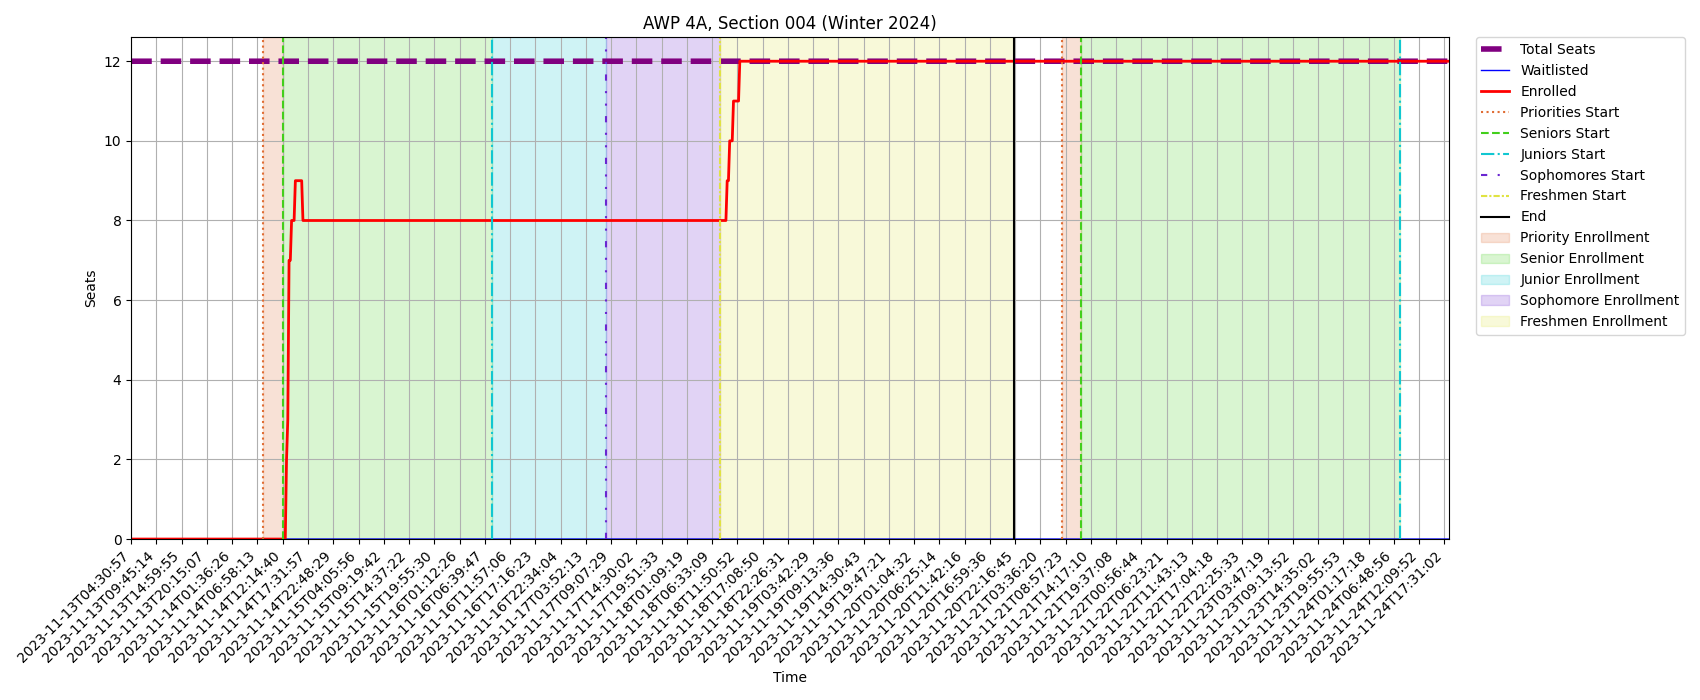 AWP 4A, Section 004 (Winter 2024)
12
10
8
6
4
2
0
Seats
2023-11-13T04:30:57
2023-11-13T09:45:14
2023-11-13T14:59:55
2023-11-13T20:15:07
2023-11-14T01:36:26
2023-11-14T06:58:13
2023-11-14T12:14:40
2023-11-14T17:31:57
2023-11-14T22:48:29
2023-11-15T04:05:56
2023-11-15T09:19:42
2023-11-15T14:37:22
2023-11-15T19:55:30
2023-11-16T01:12:26
2023-11-16T06:39:47
2023-11-16T11:57:06
2023-11-16T17:16:23
2023-11-16T22:34:04
2023-11-17T03:52:13
2023-11-17T09:07:29
2023-11-17T14:30:02
2023-11-17T19:51:33
2023-11-18T01:09:19
2023-11-18T06:33:09
2023-11-18T11:50:52
2023-11-18T17:08:50
2023-11-18T22:26:31
2023-11-19T03:42:29
2023-11-19T09:13:36
2023-11-19T14:30:43
2023-11-19T19:47:21
2023-11-20T01:04:32
2023-11-20T06:25:14
2023-11-20T11:42:16
2023-11-20T16:59:36
2023-11-20T22:16:45
2023-11-21T03:36:20
2023-11-21T08:57:23
2023-11-21T14:17:10
2023-11-21T19:37:08
2023-11-22T00:56:44
2023-11-22T06:23:21
2023-11-22T11:43:13
2023-11-22T17:04:18
2023-11-22T22:25:33
2023-11-23T03:47:19
2023-11-23T09:13:52
2023-11-23T14:35:02
2023-11-23T19:55:53
2023-11-24T01:17:18
2023-11-24T06:48:56
2023-11-24T12:09:52
2023-11-24T17:31:02
Time
Total Seats
Waitlisted
Enrolled
Priorities Start
Seniors Start
Juniors Start
Sophomores Start
Freshmen Start
End
Priority Enrollment
Senior Enrollment
Junior Enrollment
Sophomore Enrollment
Freshmen Enrollment